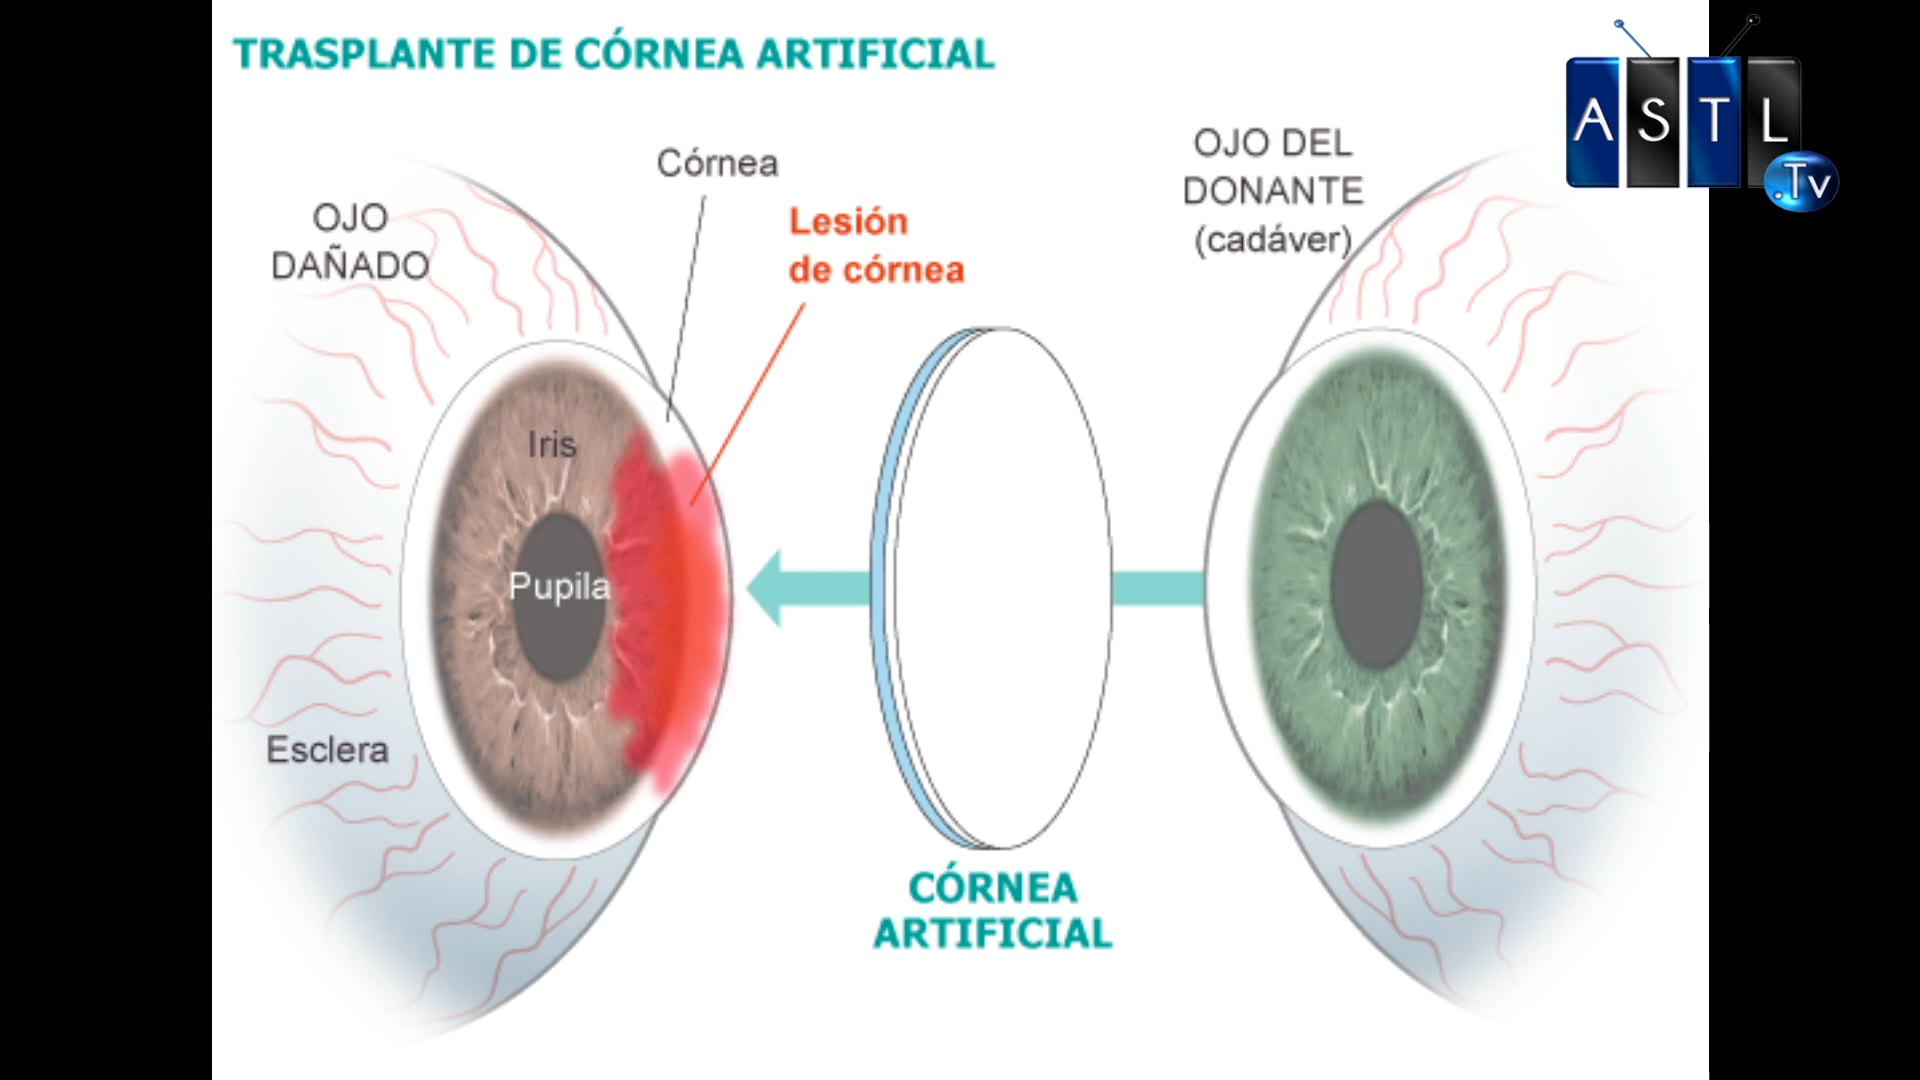 TRASPLANTE DE CÓRNEA ARTIFICIAL
ASTL
.Tv
Córnea
OJO
DAÑADO
Lesión
de córnea
OJO DEL
DONANTE
(cadáver)
Iris
Pupila
Esclera
CÓRNEA
ARTIFICIAL